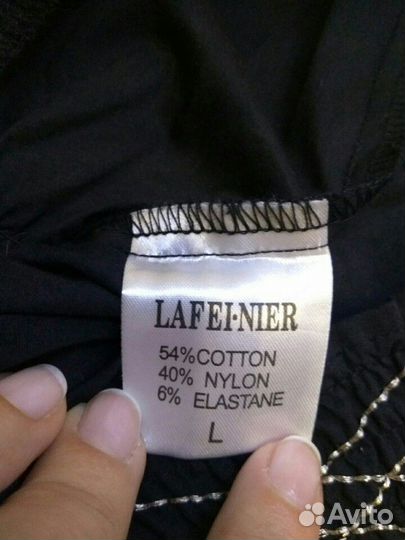 LAFEI·NIER
54% COTTON
40% NYLON
6% ELASTANE
L
Avito